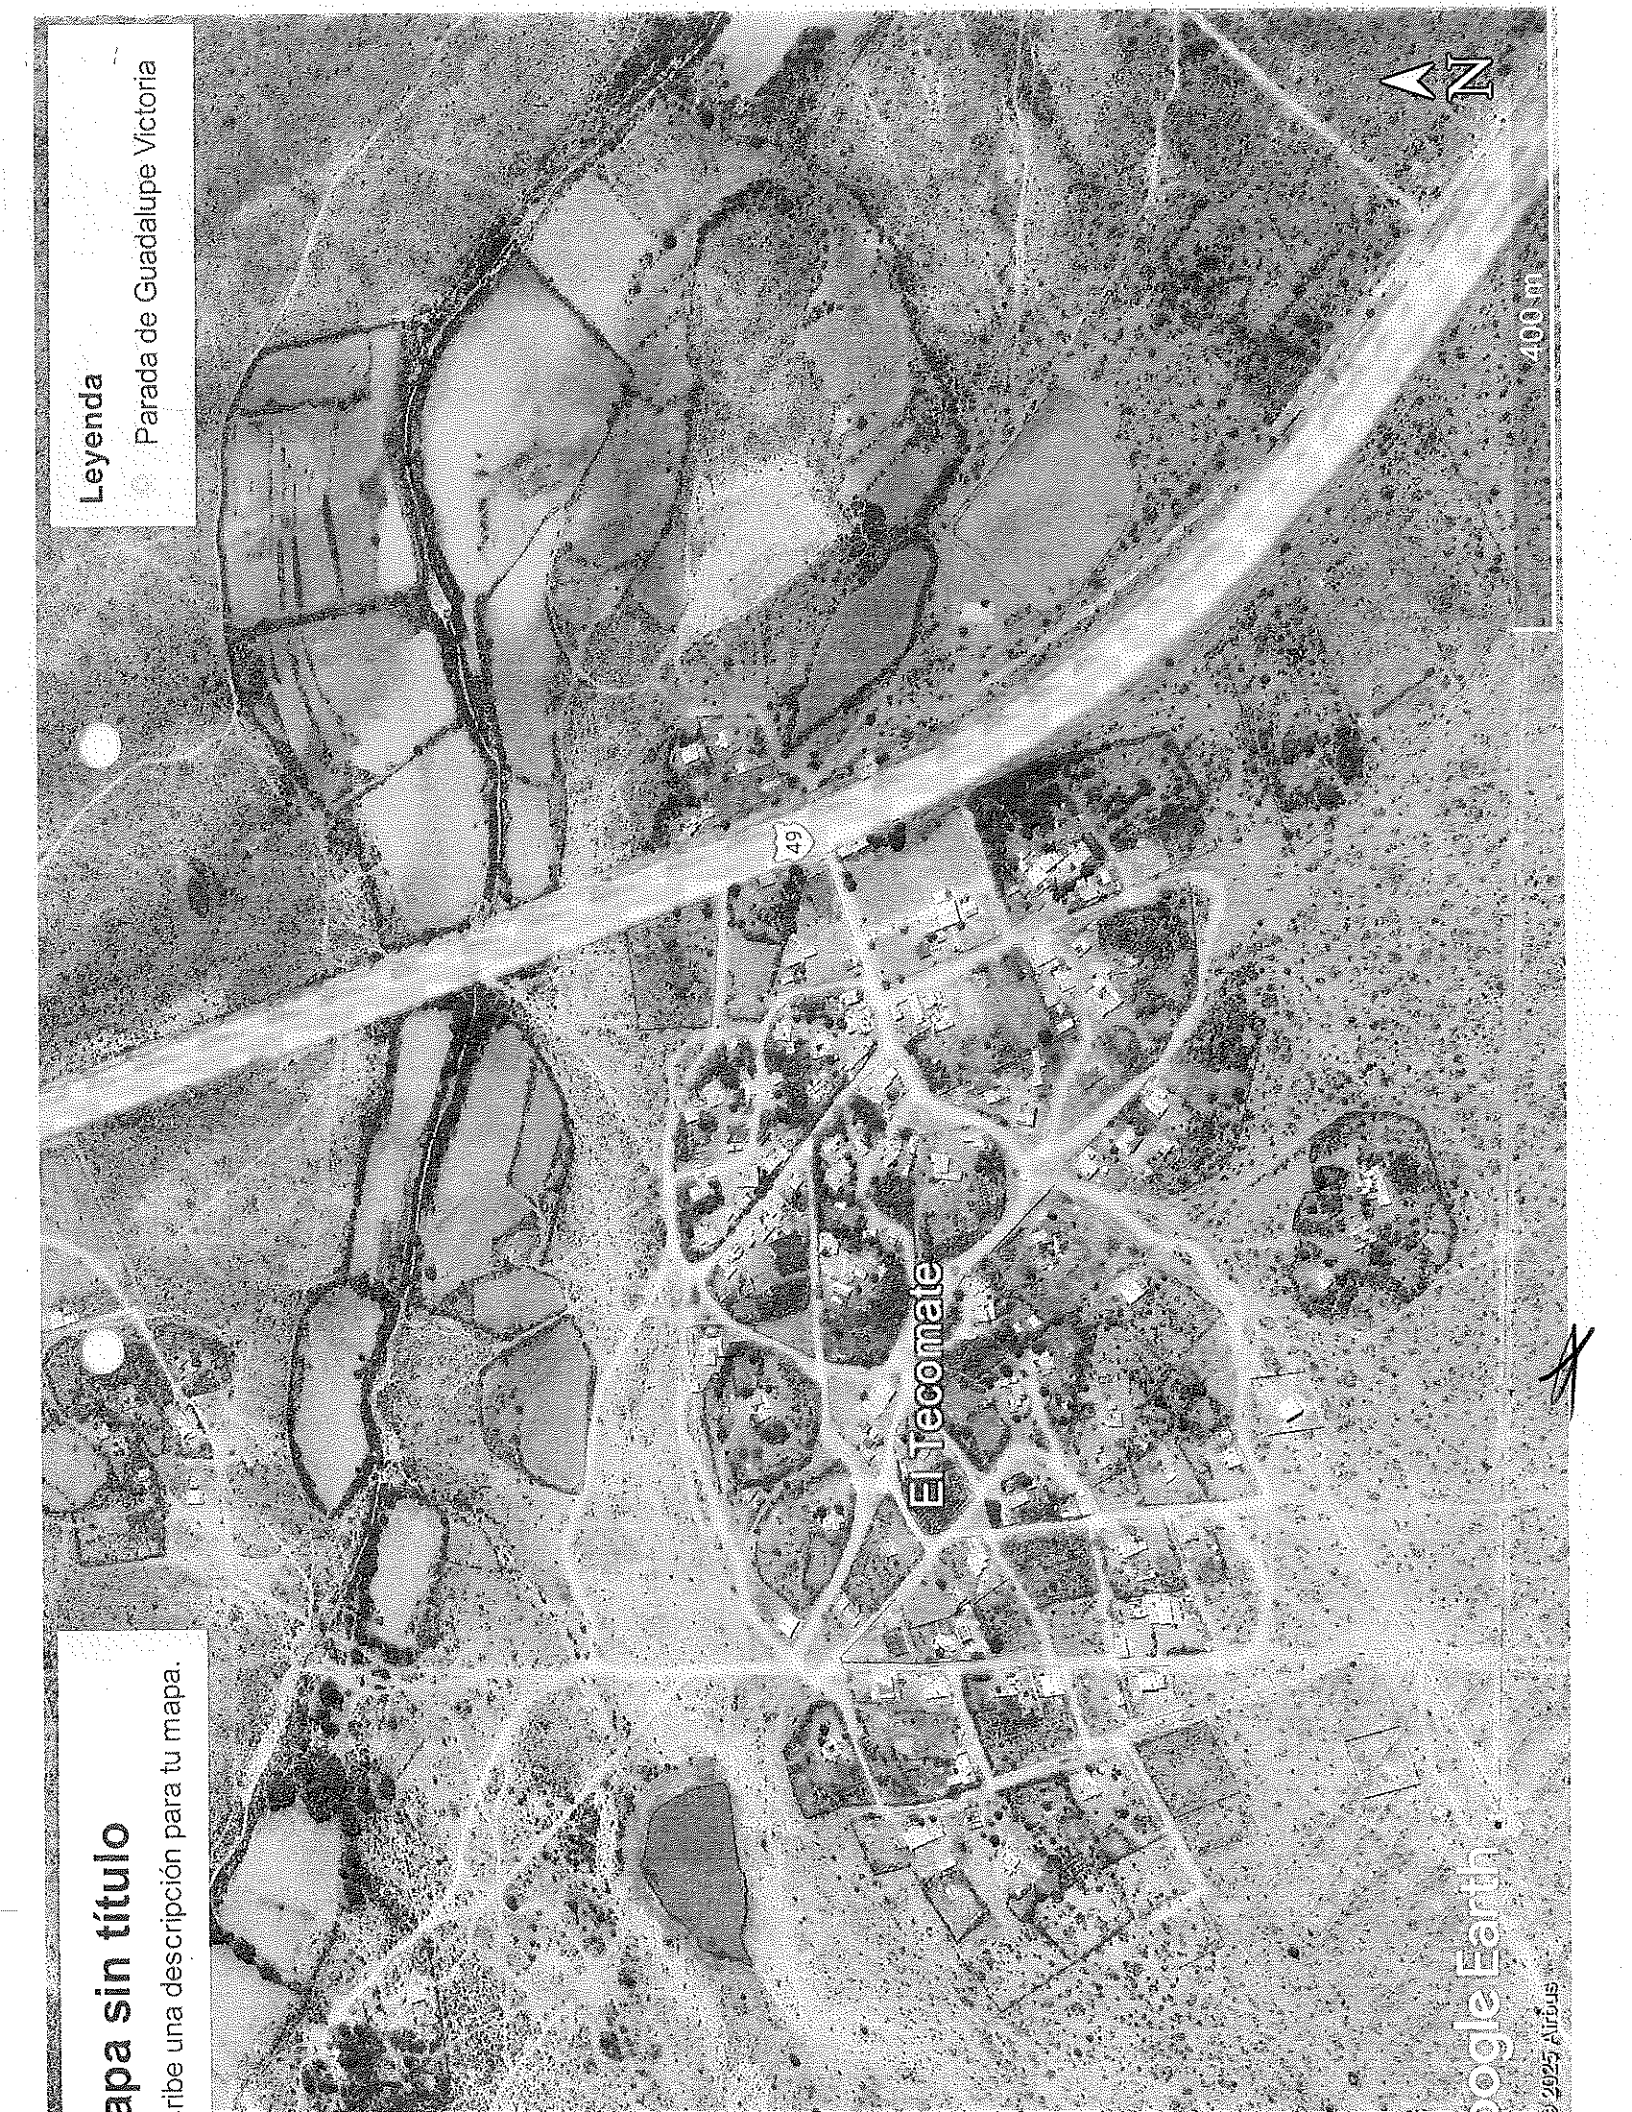 apa sin título
ribe una descripción para tu mapa.
Leyenda
Parada de Guadalupe Victoria
49
El Tecomate
N
400 m
oogle Earth
2025 Airbus